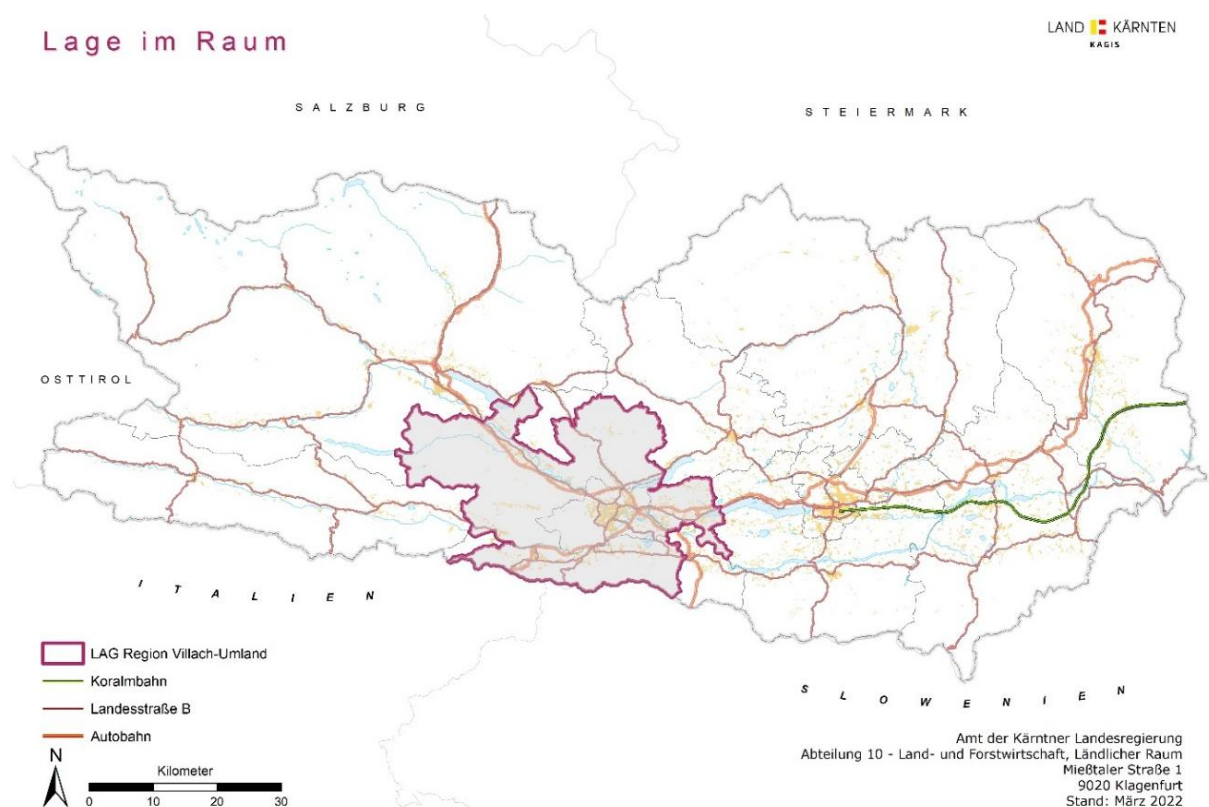 Lage im Raum
LAND KÄRNTEN
KAGIS
SALZBURG
STEIERMARK
OSTTIROL
ITALIEN
SLOWENIEN
LAG Region Villach-Umland
Koralmbahn
Landesstraße B
Autobahn
N
Kilometer
0 10 20 30
Amt der Kärntner Landesregierung
Abteilung 10 - Land- und Forstwirtschaft, Ländlicher Raum
Mießtaler Straße 1
9020 Klagenfurt
Stand: März 2022